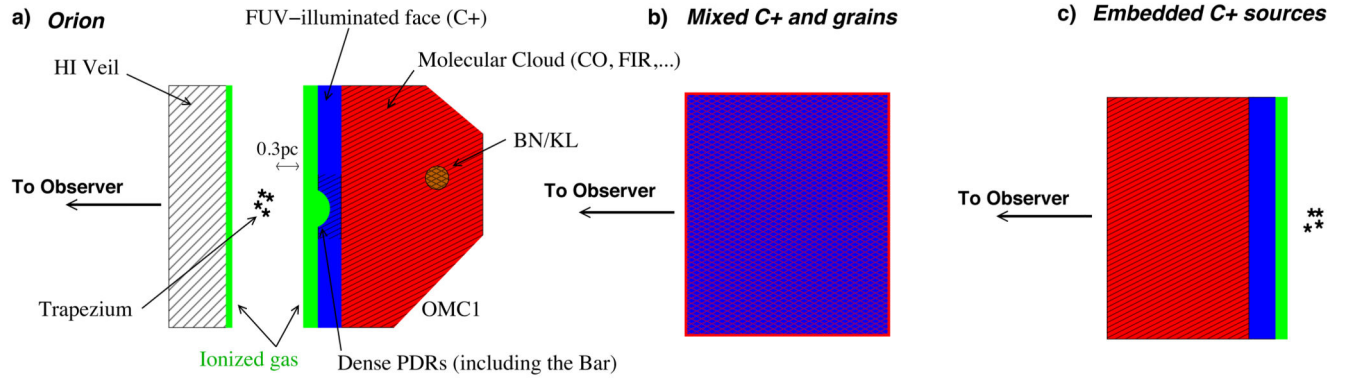 a) Orion
FUV−illuminated face (C+)
HI Veil
Molecular Cloud (CO, FIR,...)
BN/KL
0.3pc
To Observer
Trapezium
OMC1
Ionized gas
Dense PDRs (including the Bar)
b) Mixed C+ and grains
To Observer
c) Embedded C+ sources
To Observer